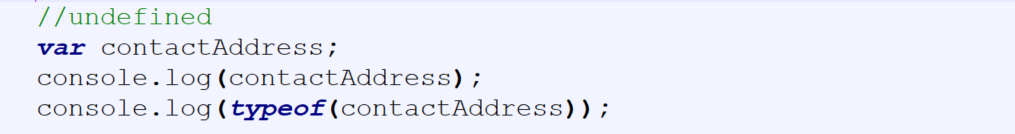 //undefined
var contactAddress;
console.log(contactAddress);
console.log(typeof(contactAddress));